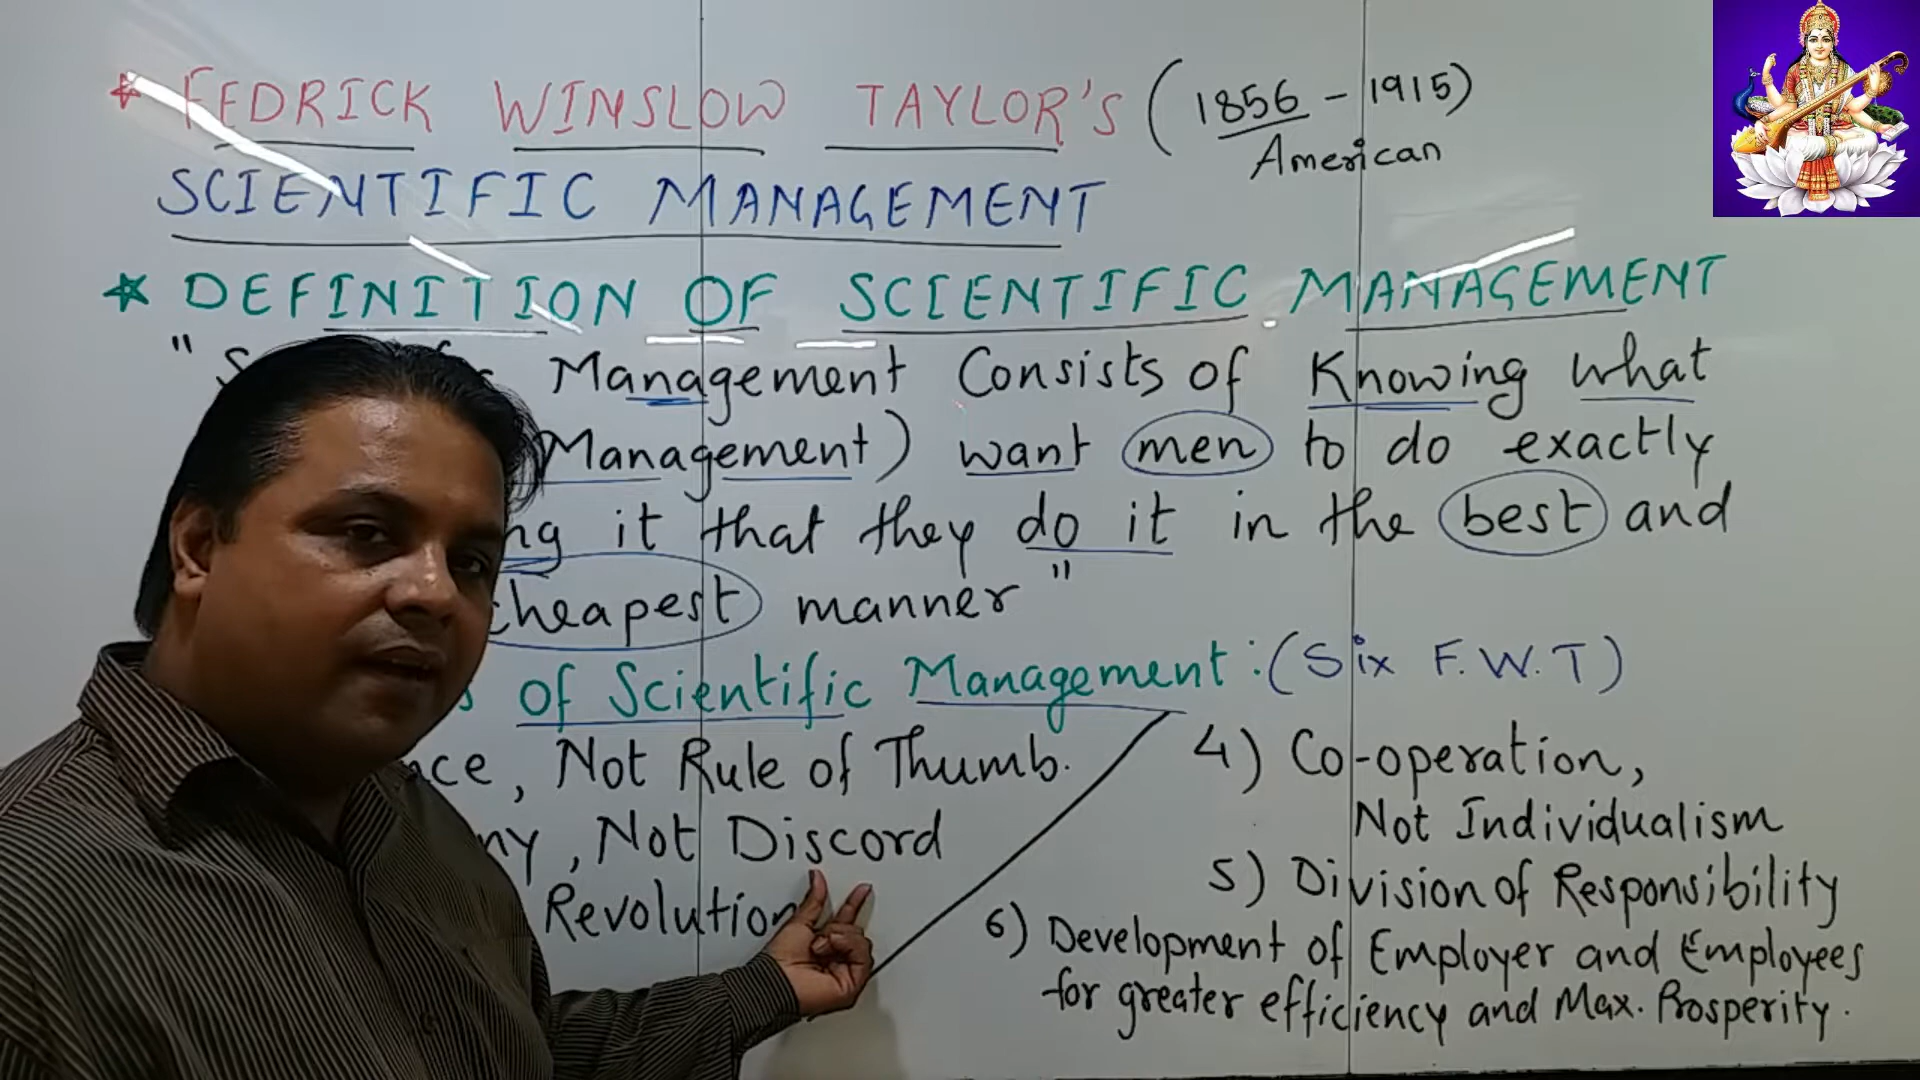 * FEDRICK WINSLOW TAYLOR'S (1856 - 1915)
American
SCIENTIFIC MANAGEMENT
* DEFINITION OF SCIENTIFIC MANAGEMENT
" Management Consists of Knowing what
Management) want men to do exactly
it that they do it in the best and
cheapest manner"
of Scientific Management: (Six F.W.T)
, Not Rule of Thumb.
, Not Discord
Revolution
4) Co-operation,
Not Individualism
5) Division of Responsibility
6) Development of Employer and Employees
for greater efficiency and Max. Prosperity.